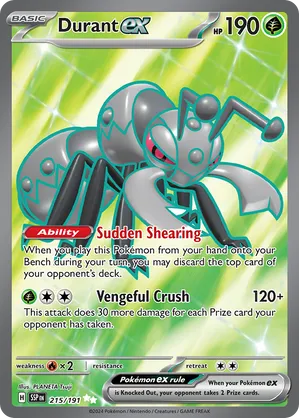 BASIC
Durant ex HP 190
Ability Sudden Shearing
When you play this Pokémon from your hand onto your
Bench during your turn, you may discard the top card of
your opponent's deck.
Vengeful Crush 120+
This attack does 30 more damage for each Prize card your
opponent has taken.
weakness ×2 resistance retreat
Illus. PLANETA Tsuji
Pokémon ex rule
When your Pokémon ex
is Knocked Out, your opponent takes 2 Prize cards.
H SSP EN 215/191
©2024 Pokémon / Nintendo / Creatures / GAME FREAK